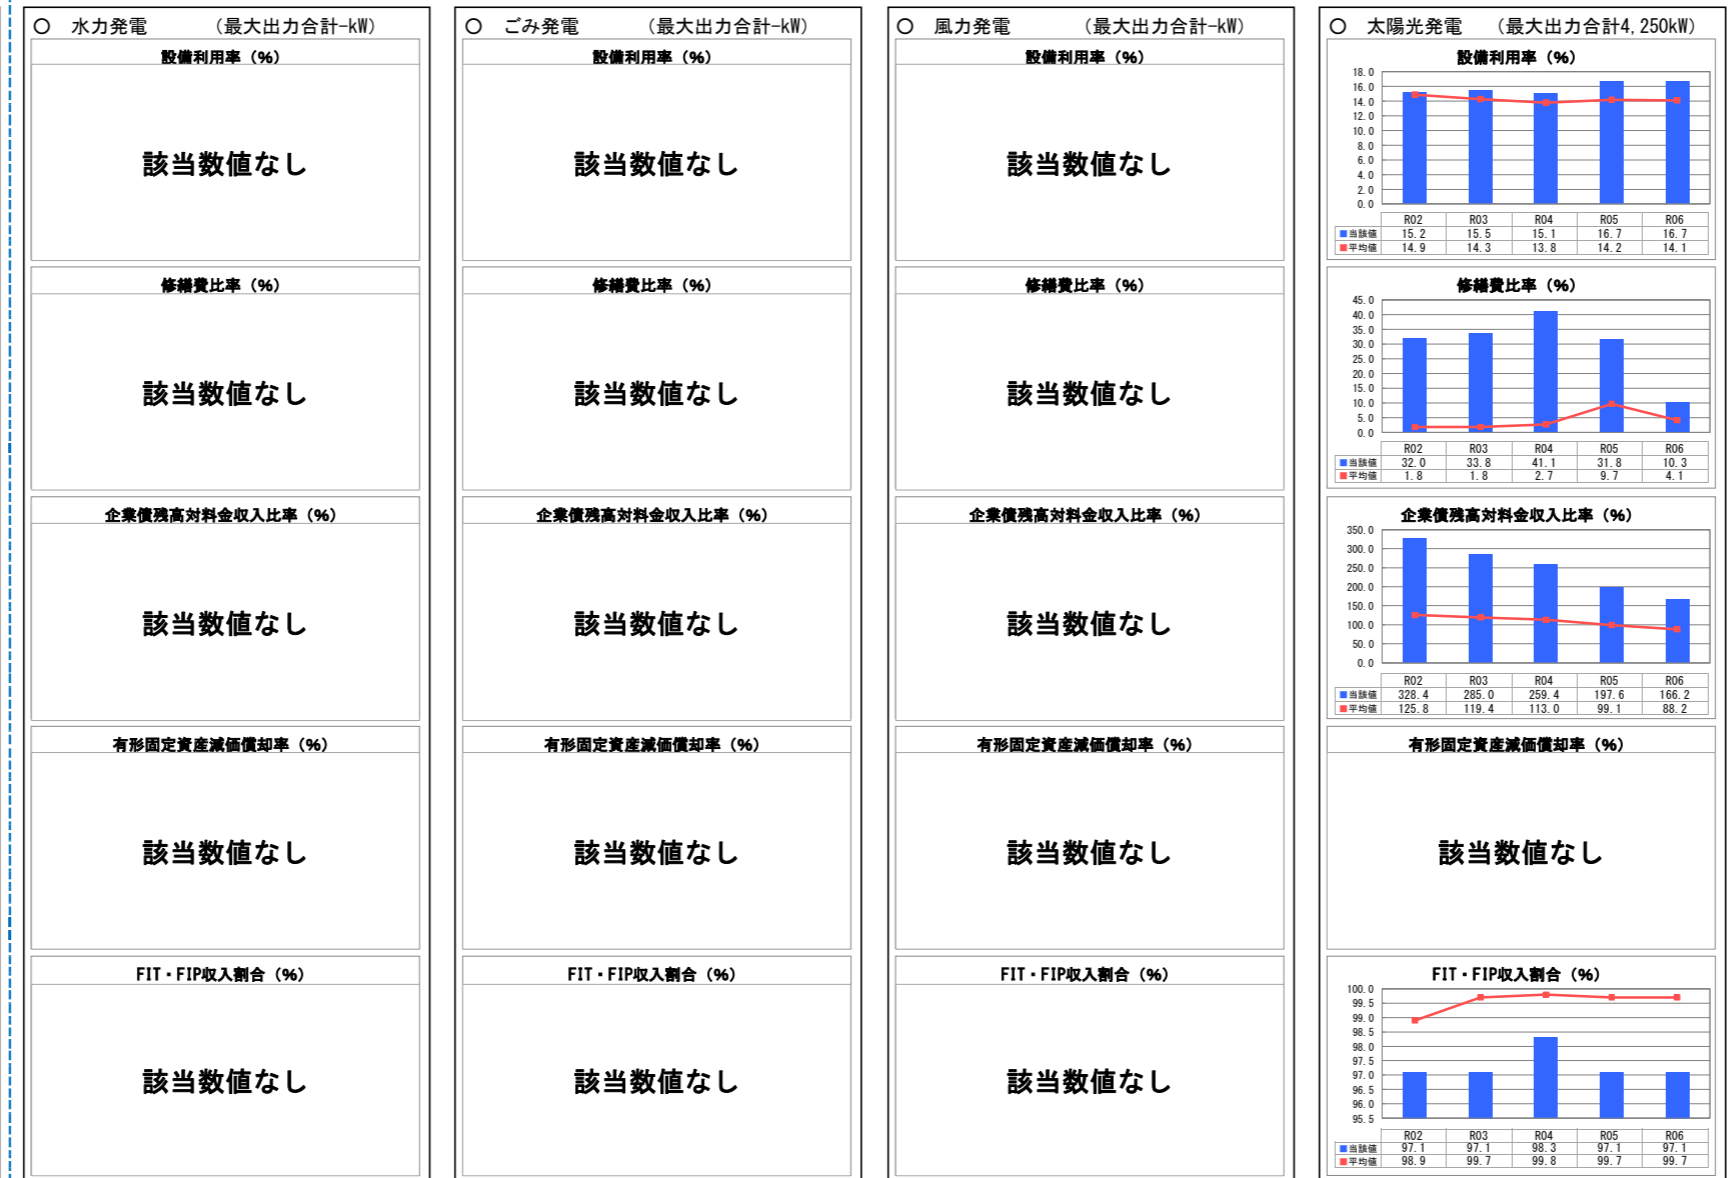 ○ 水力発電 （最大出力合計-kW）
設備利用率（％）
該当数値なし
修繕費比率（％）
該当数値なし
企業債残高対料金収入比率（％）
該当数値なし
有形固定資産減価償却率（％）
該当数値なし
FIT・FIP収入割合（％）
該当数値なし
○ ごみ発電 （最大出力合計-kW）
設備利用率（％）
該当数値なし
修繕費比率（％）
該当数値なし
企業債残高対料金収入比率（％）
該当数値なし
有形固定資産減価償却率（％）
該当数値なし
FIT・FIP収入割合（％）
該当数値なし
○ 風力発電 （最大出力合計-kW）
設備利用率（％）
該当数値なし
修繕費比率（％）
該当数値なし
企業債残高対料金収入比率（％）
該当数値なし
有形固定資産減価償却率（％）
該当数値なし
FIT・FIP収入割合（％）
該当数値なし
○ 太陽光発電 （最大出力合計4,250kW）
設備利用率（％）
18.0
16.0
14.0
12.0
10.0
8.0
6.0
4.0
2.0
0.0
R02 R03 R04 R05 R06
当該値 15.2 15.5 15.1 16.7 16.7
平均値 14.9 14.3 13.8 14.2 14.1
修繕費比率（％）
45.0
40.0
35.0
30.0
25.0
20.0
15.0
10.0
5.0
0.0
R02 R03 R04 R05 R06
当該値 32.0 33.8 41.1 31.8 10.3
平均値 1.8 1.8 2.7 9.7 4.1
企業債残高対料金収入比率（％）
350.0
300.0
250.0
200.0
150.0
100.0
50.0
0.0
R02 R03 R04 R05 R06
当該値 328.4 285.0 259.4 197.6 166.2
平均値 125.8 119.4 113.0 99.1 88.2
有形固定資産減価償却率（％）
該当数値なし
FIT・FIP収入割合（％）
100.0
99.5
99.0
98.5
98.0
97.5
97.0
96.5
96.0
95.5
R02 R03 R04 R05 R06
当該値 97.1 97.1 98.3 97.1 97.1
平均値 98.9 99.7 99.8 99.7 99.7